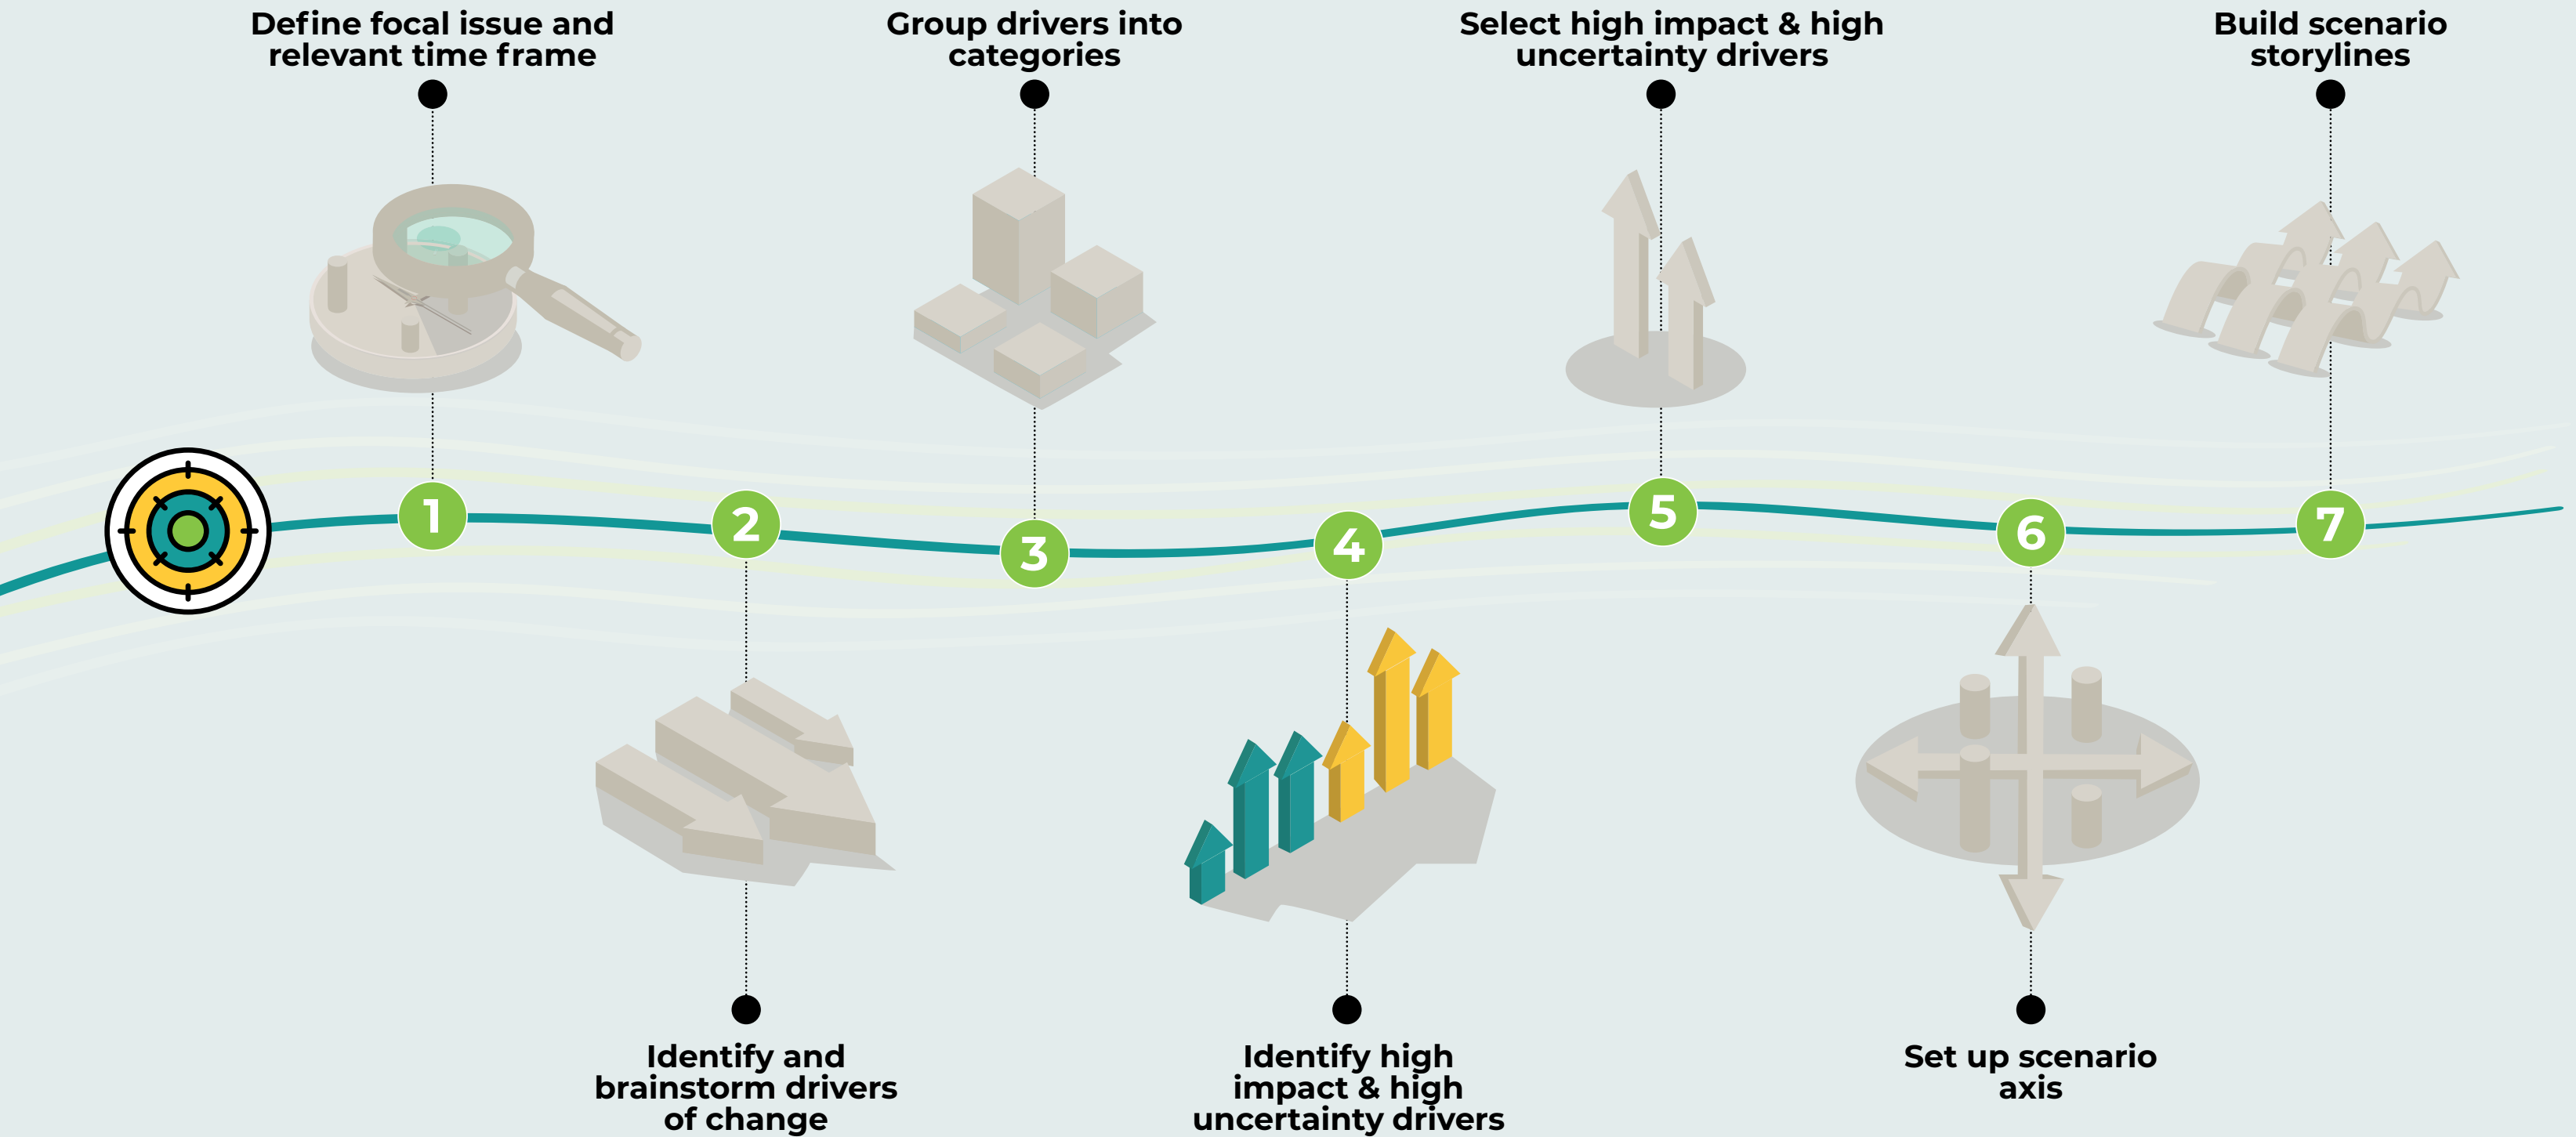 Define focal issue and
relevant time frame
Group drivers into
categories
Select high impact & high
uncertainty drivers
Build scenario
storylines
1
2
3
4
5
6
7
Identify and
brainstorm drivers
of change
Identify high
impact & high
uncertainty drivers
Set up scenario
axis